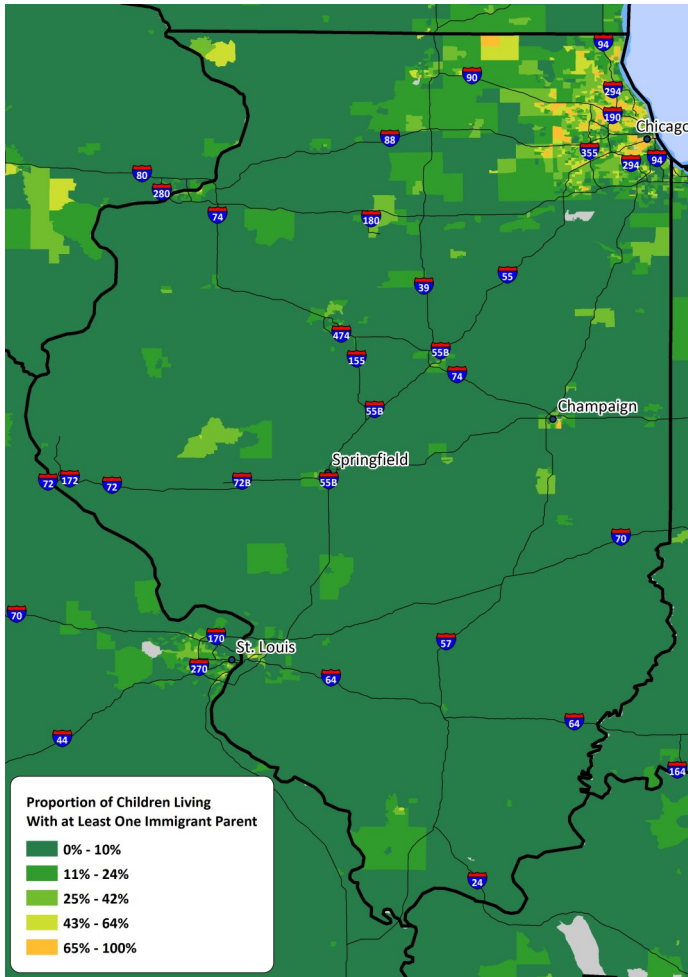 94
90
294
190
Chicago
88
355
294
94
80
280
74
180
55
39
474
55B
155
74
55B
Champaign
Springfield
72
172
72
72B
55B
70
70
170
57
St. Louis
270
64
64
44
164
24
Proportion of Children Living
With at Least One Immigrant Parent
0% - 10%
11% - 24%
25% - 42%
43% - 64%
65% - 100%